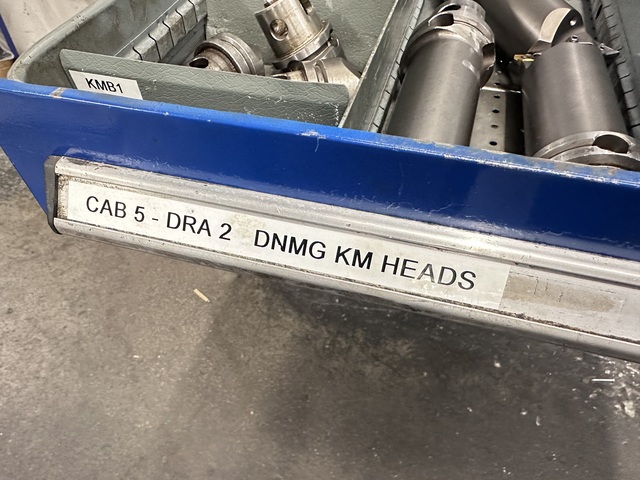 KMB1
CAB 5 - DRA 2 DNMG KM HEADS